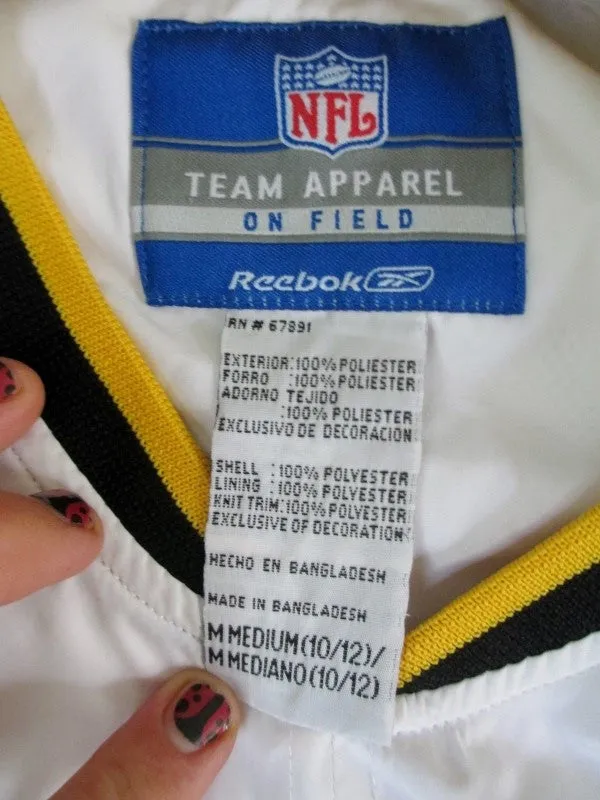 NFL
TEAM APPAREL
ON FIELD
Reebok
RN # 67891
EXTERIOR:100% POLIESTER
FORRO :100% POLIESTER
ADORNO TEJIDO
:100% POLIESTER
EXCLUSIVO DE DECORACION
SHELL :100% POLYESTER
LINING :100% POLYESTER
KNIT TRIM:100% POLYESTER
EXCLUSIVE OF DECORATION
HECHO EN BANGLADESH
MADE IN BANGLADESH
M MEDIUM(10/12)/
M MEDIANO(10/12)